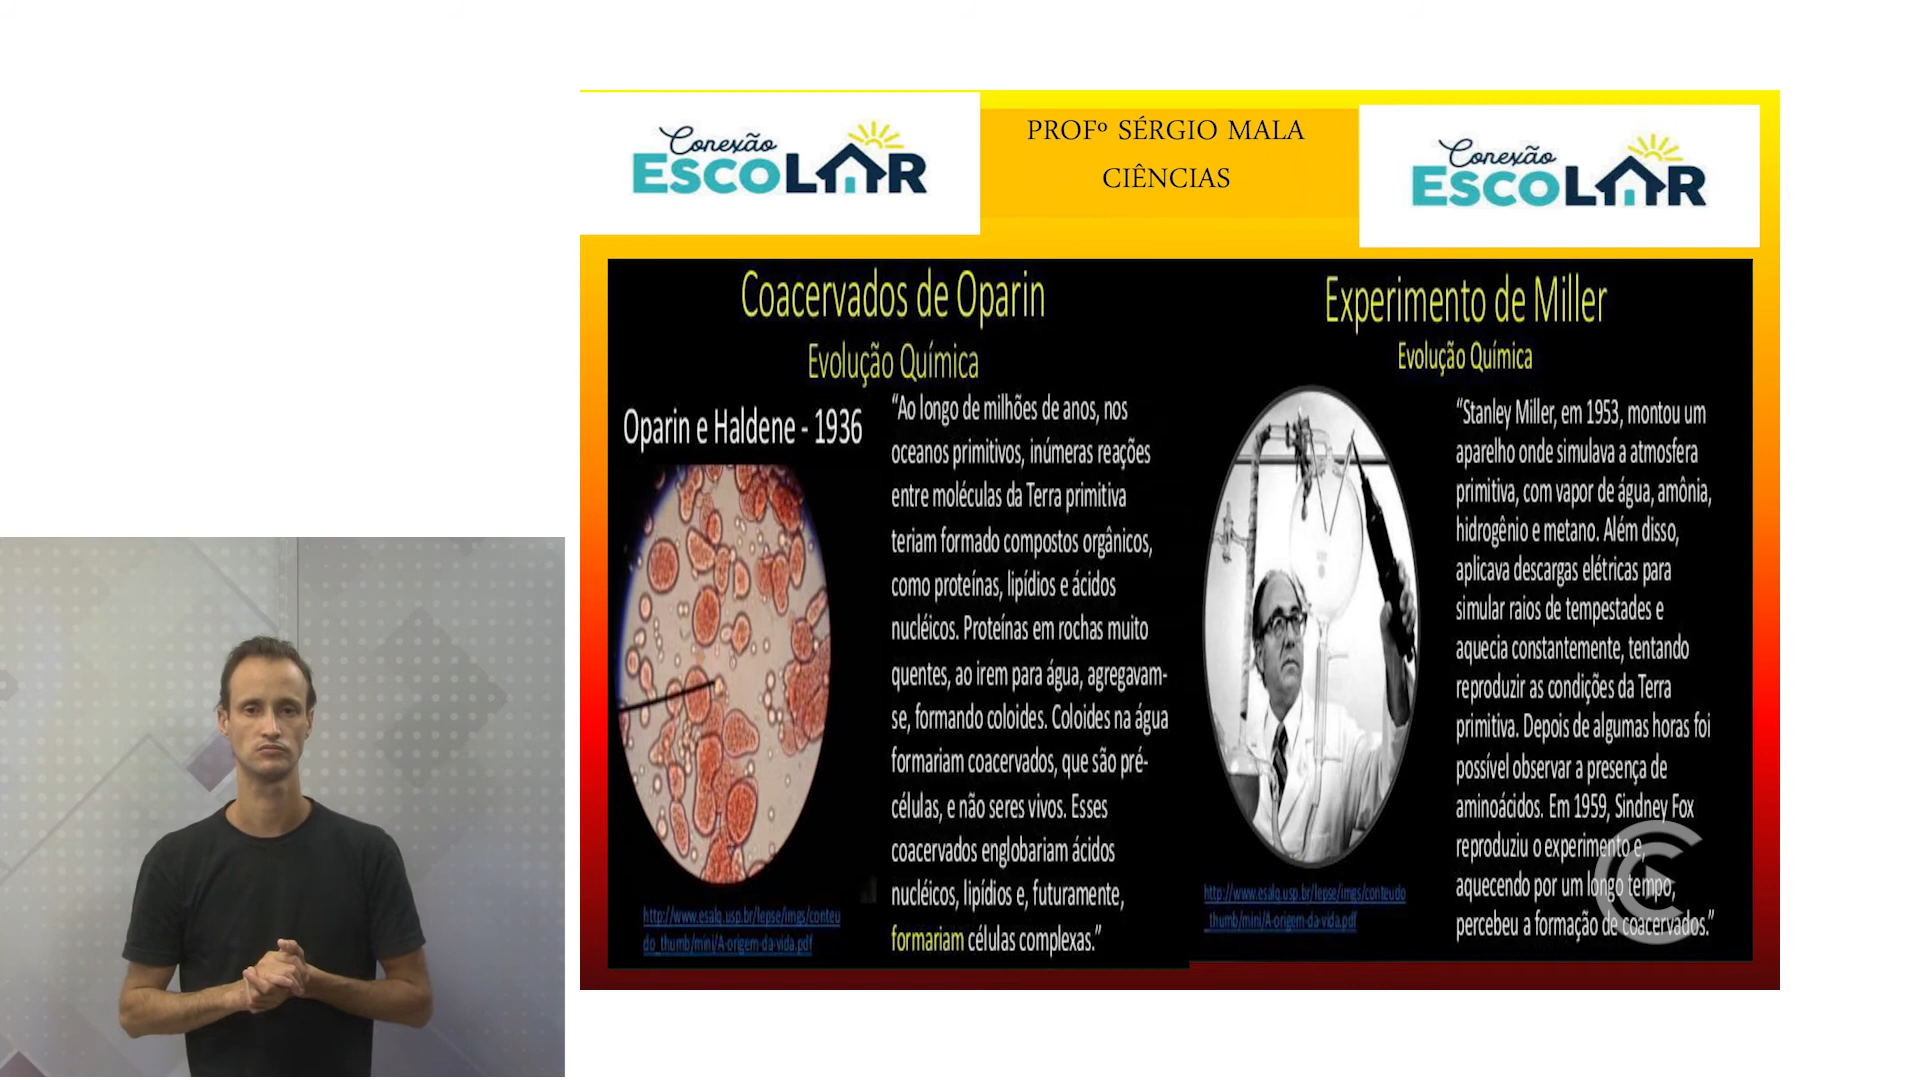 Conexão
ESCOLAR
PROFº SÉRGIO MALA
CIÊNCIAS
Conexão
ESCOLAR
Coacervados de Oparin
Evolução Química
Oparin e Haldene - 1936
“Ao longo de milhões de anos, nos
oceanos primitivos, inúmeras reações
entre moléculas da Terra primitiva
teriam formado compostos orgânicos,
como proteínas, lipídios e ácidos
nucléicos. Proteínas em rochas muito
quentes, ao irem para água, agregavam-
se, formando coloides. Coloides na água
formariam coacervados, que são pré-
células, e não seres vivos. Esses
coacervados englobariam ácidos
nucléicos, lipídios e, futuramente,
formariam células complexas.”
http://www.esalq.usp.br/lepse/imgs/conteu
do_thumb/mini/A-origem-da-vida.pdf
Experimento de Miller
Evolução Química
“Stanley Miller, em 1953, montou um
aparelho onde simulava a atmosfera
primitiva, com vapor de água, amônia,
hidrogênio e metano. Além disso,
aplicava descargas elétricas para
simular raios de tempestades e
aquecia constantemente, tentando
reproduzir as condições da Terra
primitiva. Depois de algumas horas foi
possível observar a presença de
aminoácidos. Em 1959, Sindney Fox
reproduziu o experimento e,
aquecendo por um longo tempo,
percebeu a formação de coacervados.”
http://www.esalq.usp.br/lepse/imgs/conteudo
_thumb/mini/A-origem-da-vida.pdf